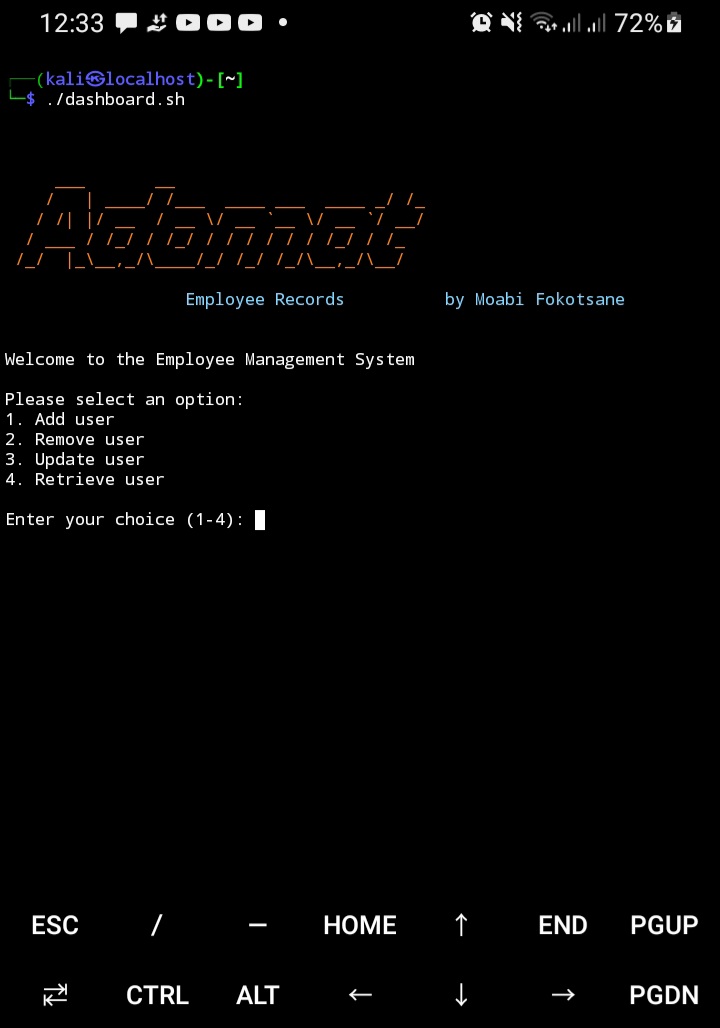 12:33
72%
(kali㉿localhost)-[~]
$ ./dashboard.sh
Adomat
Employee Records by Moabi Fokotsane
Welcome to the Employee Management System
Please select an option:
1. Add user
2. Remove user
3. Update user
4. Retrieve user
Enter your choice (1-4):
ESC / — HOME ↑ END PGUP
⇄ CTRL ALT ← ↓ → PGDN